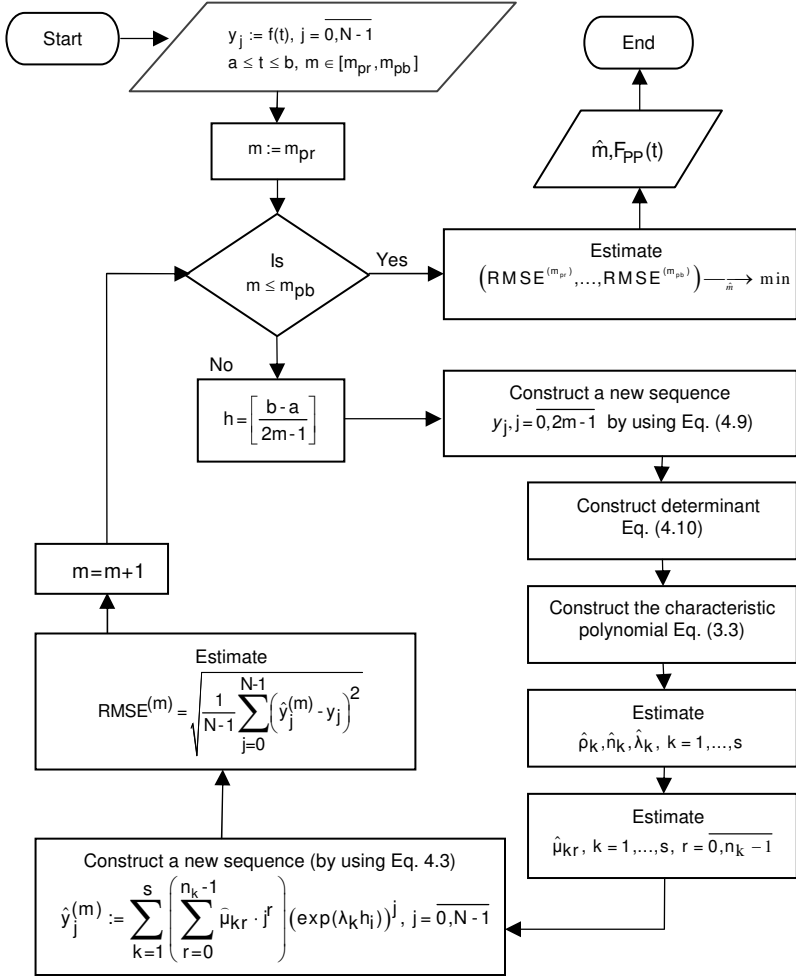 Start
y_j := f(t), j = \overline{0,N-1}
a ≤ t ≤ b, m ∈ [m_pr, m_pb]
m := m_pr
Is
m ≤ m_pb
Yes
No
Estimate
(RMSE^(m_pr),...,RMSE^(m_pb)) →_{m̂} min
m̂,F_PP(t)
End
h = [(b-a)/(2m-1)]
Construct a new sequence
y_j, j = \overline{0,2m-1} by using Eq. (4.9)
Construct determinant
Eq. (4.10)
Construct the characteristic
polynomial Eq. (3.3)
Estimate
ρ̂_k, n̂_k, λ̂_k, k = 1,...,s
Estimate
μ̂_kr, k = 1,...,s, r = \overline{0,n_k − 1}
Construct a new sequence (by using Eq. 4.3)
ŷ_j^(m) := ∑_{k=1}^{s} (∑_{r=0}^{n_k-1} μ̂_kr · j^r) (exp(λ_k h_i))^j, j = \overline{0,N-1}
Estimate
RMSE^(m) = √(1/(N-1) ∑_{j=0}^{N-1} (ŷ_j^(m) - y_j)^2)
m=m+1